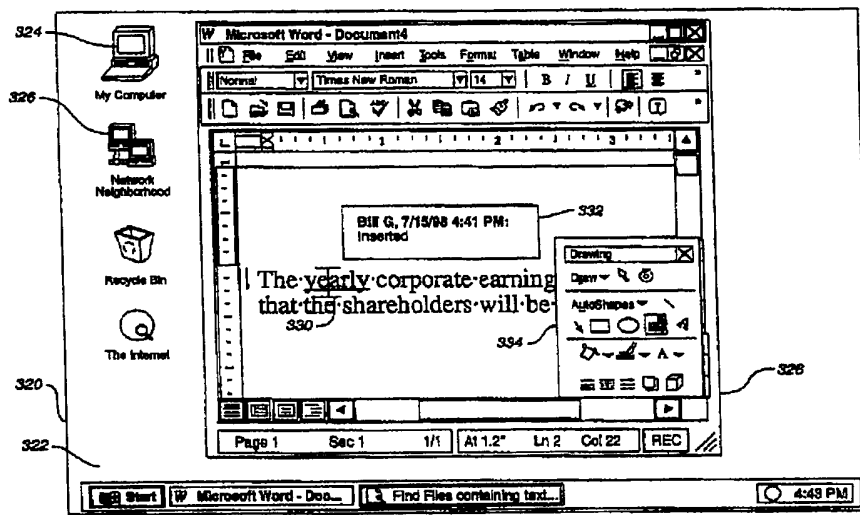 324
My Computer
326
Network
Neighborhood
Recycle Bin
The Internet
320
322
W Microsoft Word - Document4
File Edit View Insert Tools Format Table Window Help
Normal Times New Roman 14 B I U
1 2 3
Bill G, 7/15/98 4:41 PM:
Inserted
332
The·yearly·corporate·earning
that·the·shareholders·will·be·
330
Drawing
Draw
AutoShapes
334
A
328
Page 1 Sec 1 1/1 At 1.2" Ln 2 Col 22 REC
Start W Microsoft Word - Doc... Find Files containing text... 4:43 PM